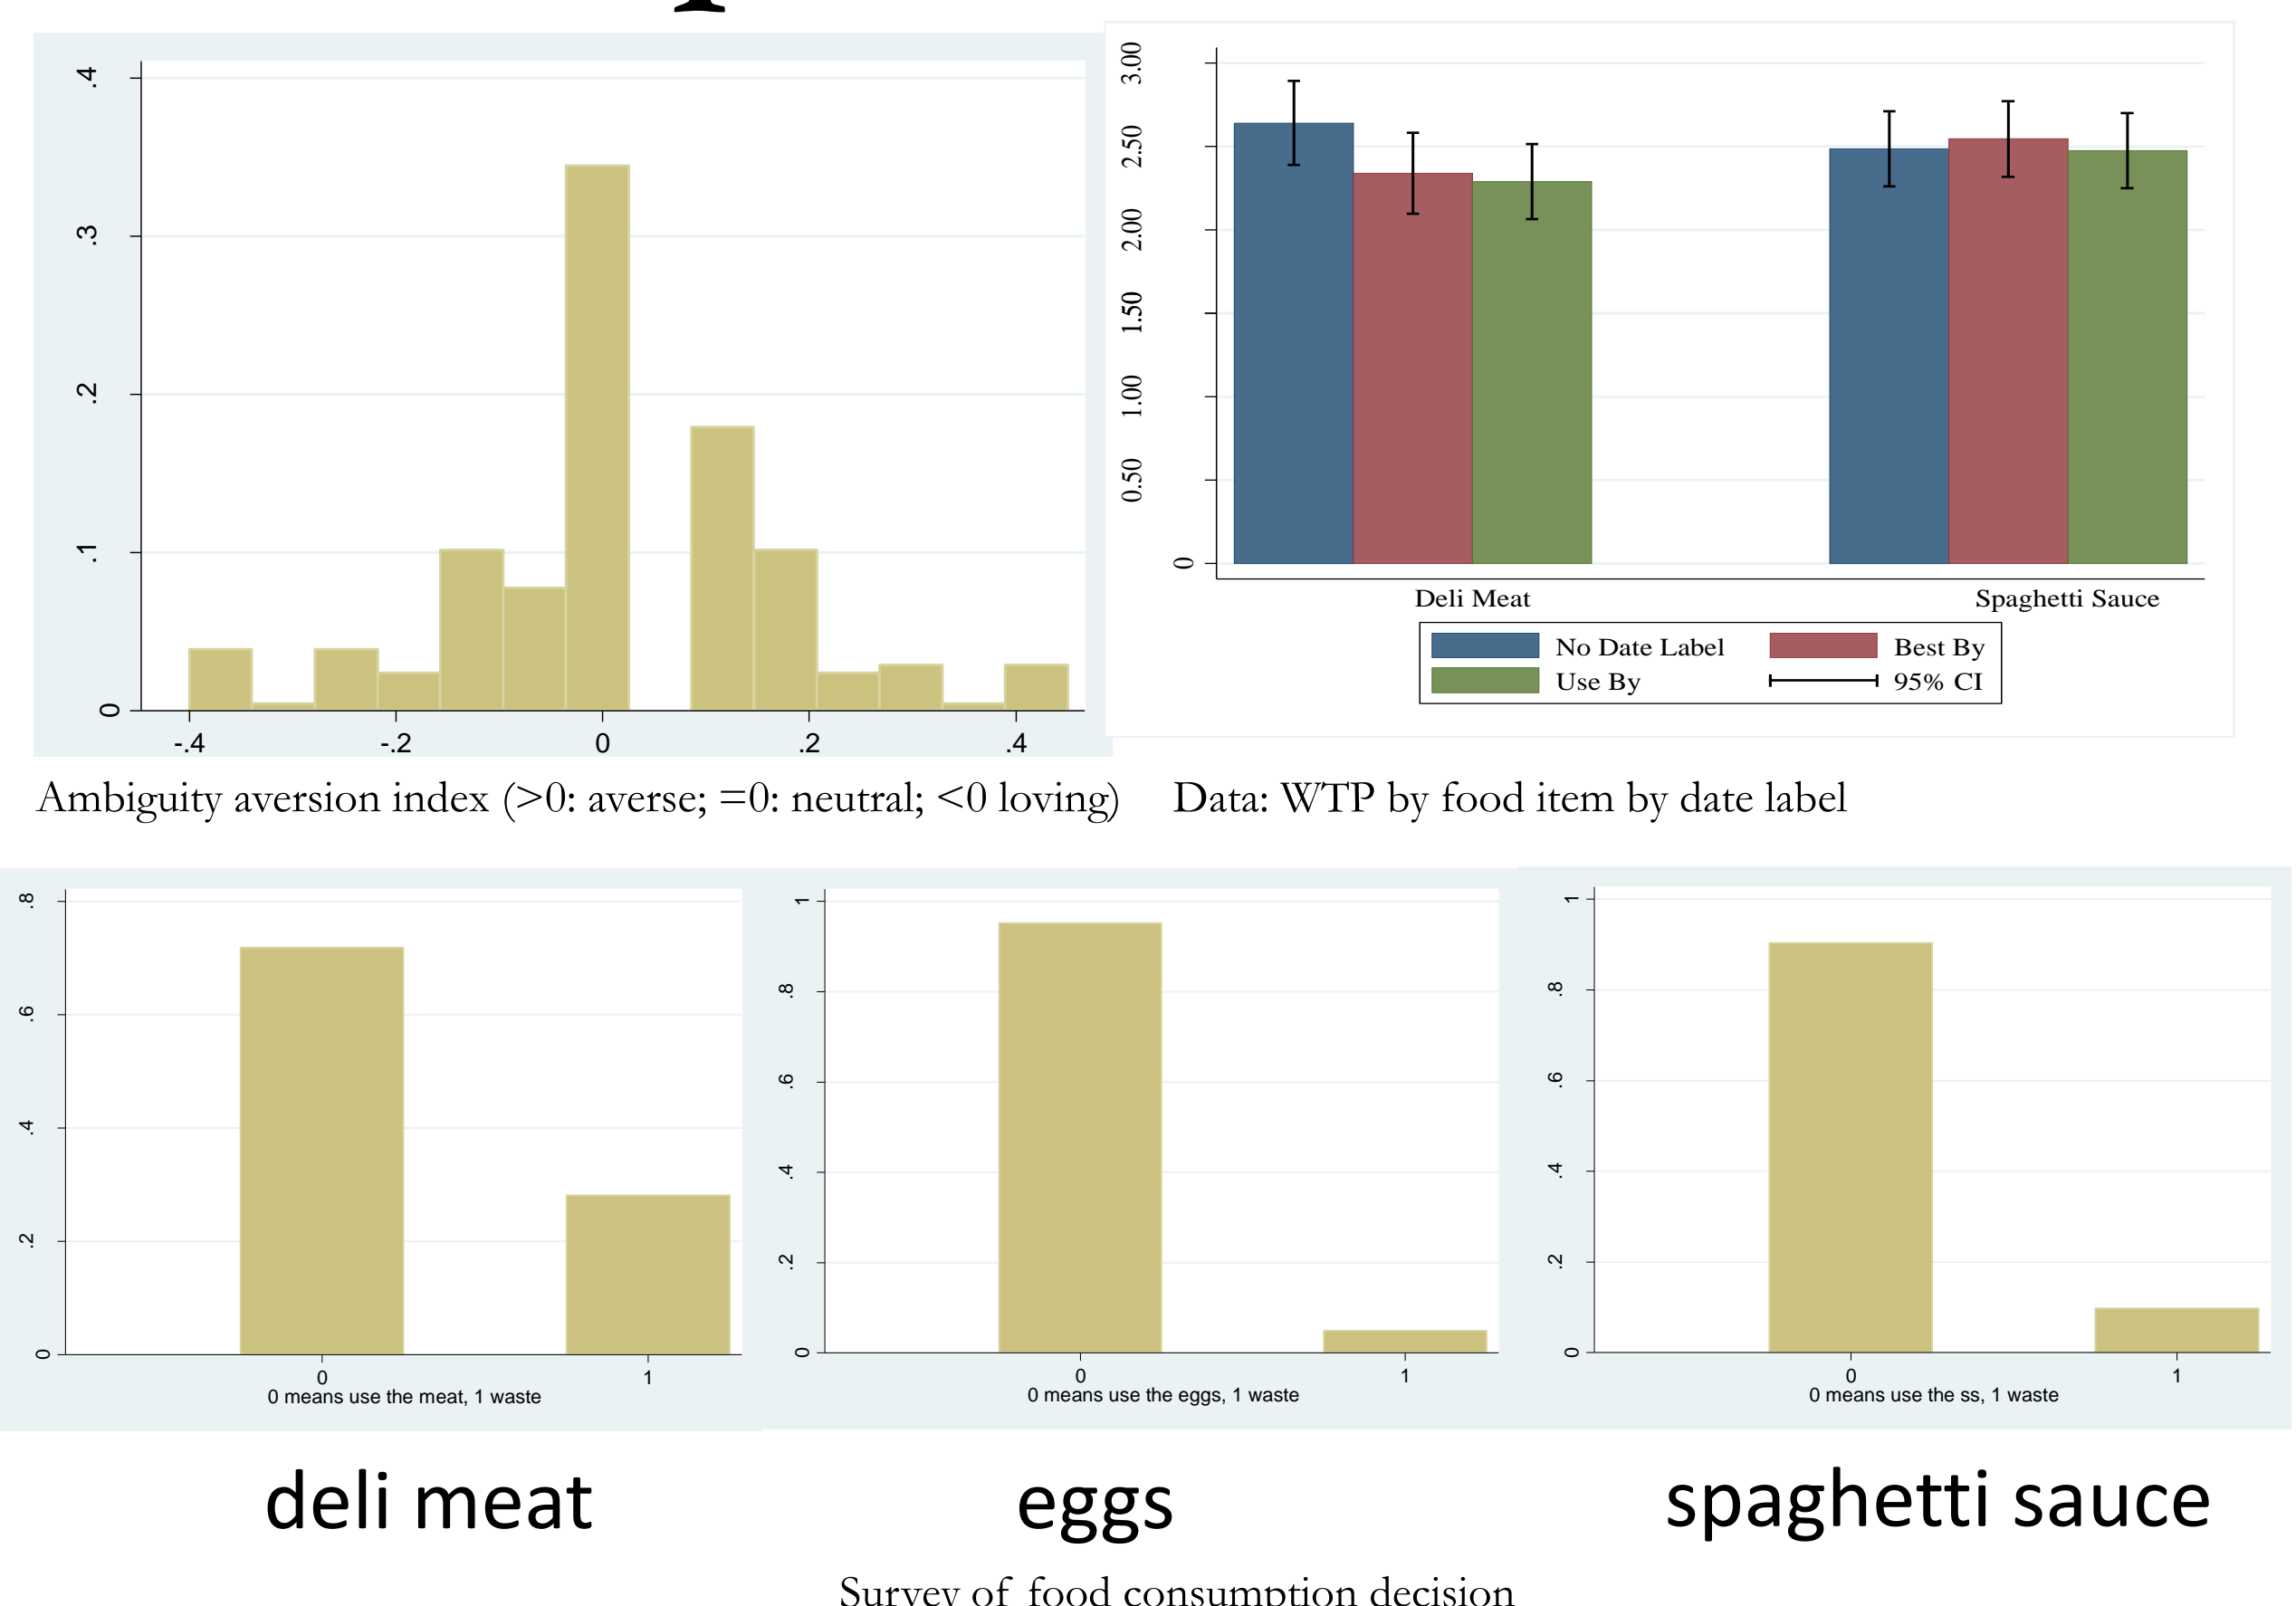 .4
.3
.2
.1
0
-.4 -.2 0 .2 .4
3.00
2.50
2.00
1.50
1.00
0.50
0
Deli Meat Spaghetti Sauce
No Date Label Best By
Use By 95% CI
Ambiguity aversion index (>0: averse; =0: neutral; <0 loving)
Data: WTP by food item by date label
.8
.6
.4
.2
0
0 1
0 means use the meat, 1 waste
deli meat
1
.8
.6
.4
.2
0
0 1
0 means use the eggs, 1 waste
eggs
1
.8
.6
.4
.2
0
0 1
0 means use the ss, 1 waste
spaghetti sauce
Survey of food consumption decision